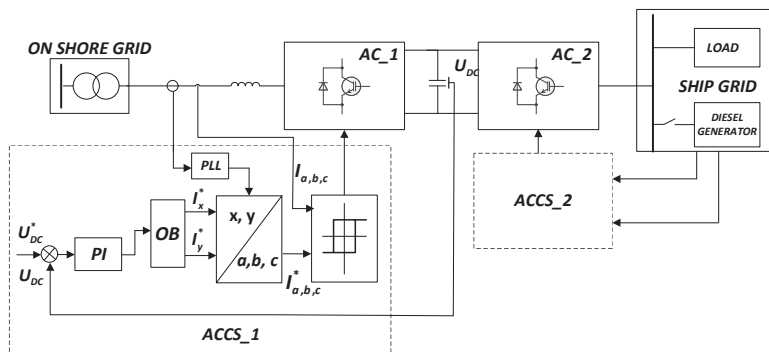 ON SHORE GRID
AC_1
U_DC
AC_2
LOAD
SHIP GRID
DIESEL
GENERATOR
PLL
I_a,b,c
ACCS_2
I*_x
x, y
U*_DC
PI
OB
I*_y
a,b, c
U_DC
I*_a,b,c
ACCS_1